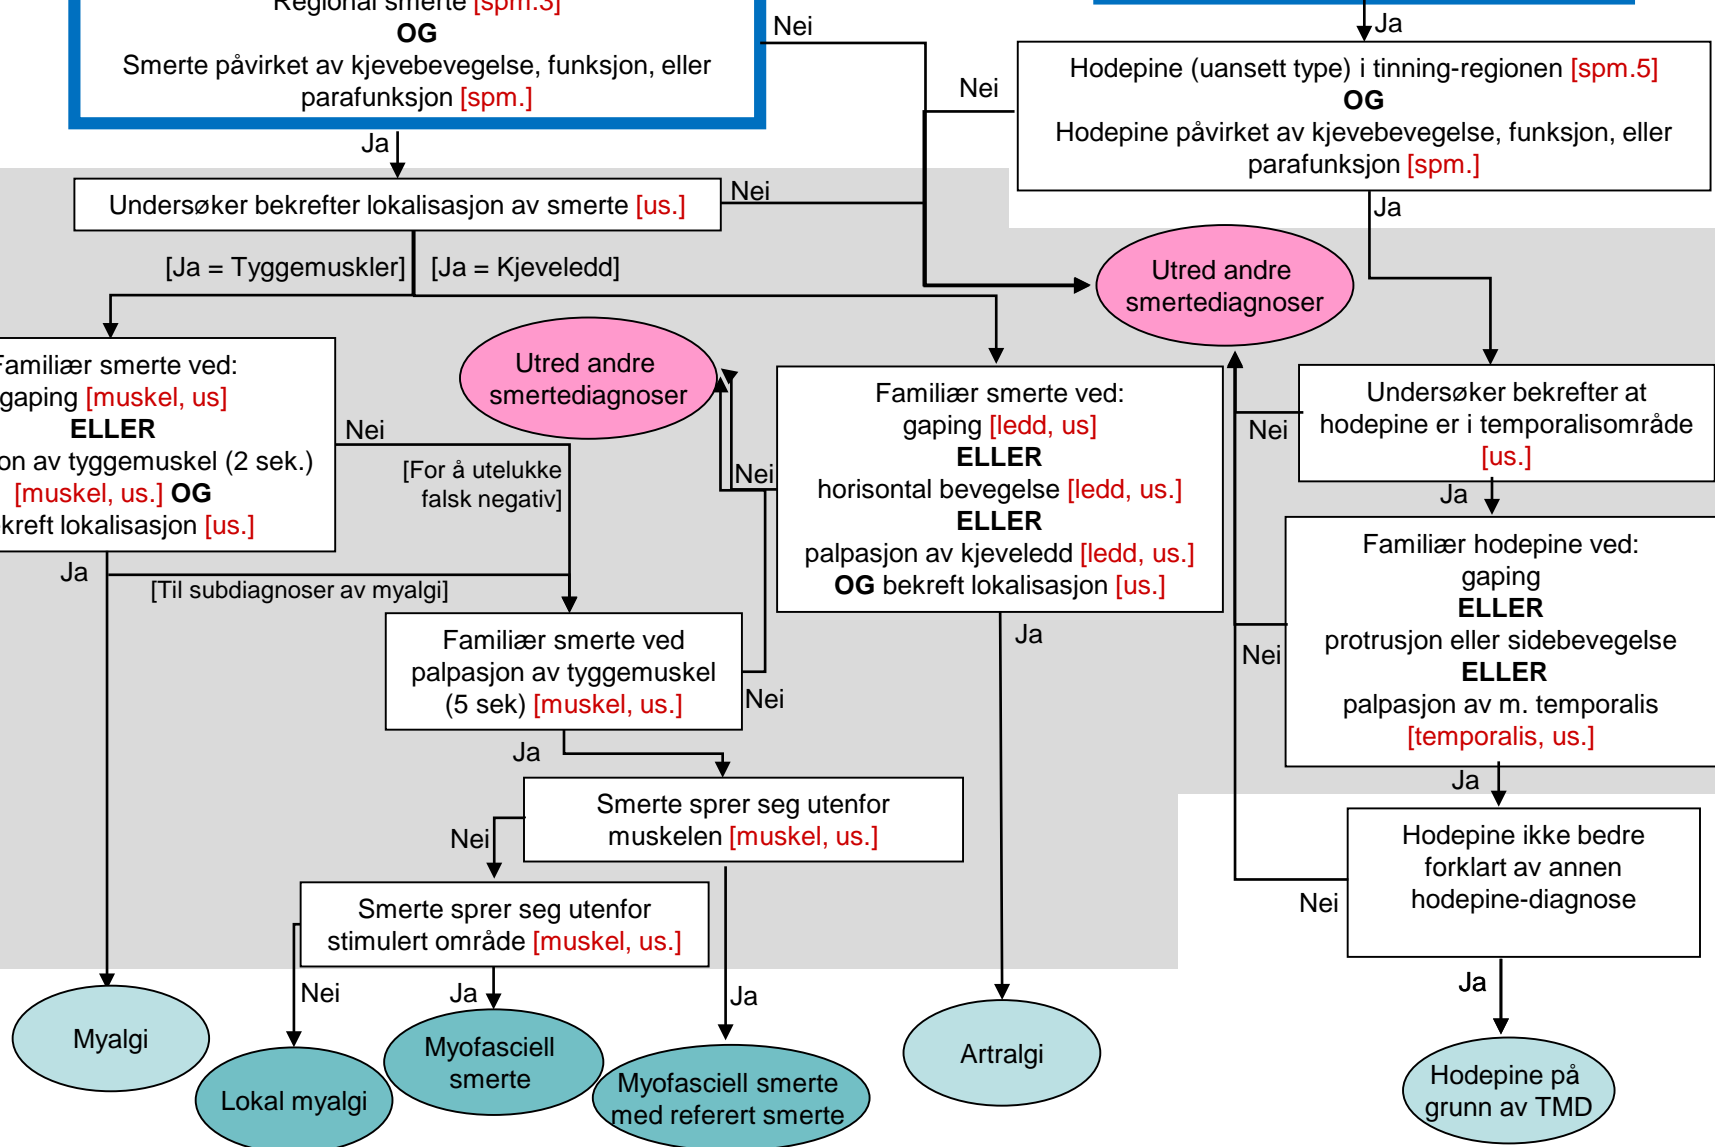 Regional smerte [spm.3]
OG
Smerte påvirket av kjevebevegelse, funksjon, eller
parafunksjon [spm.]
Nei
Ja
Ja
Hodepine (uansett type) i tinning-regionen [spm.5]
OG
Hodepine påvirket av kjevebevegelse, funksjon, eller
parafunksjon [spm.]
Nei
Ja
Undersøker bekrefter lokalisasjon av smerte [us.]
Nei
[Ja = Tyggemuskler]
[Ja = Kjeveledd]
Utred andre
smertediagnoser
Familiær smerte ved:
gaping [muskel, us]
ELLER
on av tyggemuskel (2 sek.)
[muskel, us.] OG
kreft lokalisasjon [us.]
Nei
[For å utelukke
falsk negativ]
Ja
[Til subdiagnoser av myalgi]
Utred andre
smertediagnoser
Nei
Familiær smerte ved:
gaping [ledd, us]
ELLER
horisontal bevegelse [ledd, us.]
ELLER
palpasjon av kjeveledd [ledd, us.]
OG bekreft lokalisasjon [us.]
Ja
Undersøker bekrefter at
hodepine er i temporalisområde
[us.]
Nei
Ja
Familiær hodepine ved:
gaping
ELLER
protrusjon eller sidebevegelse
ELLER
palpasjon av m. temporalis
[temporalis, us.]
Nei
Ja
Familiær smerte ved
palpasjon av tyggemuskel
(5 sek) [muskel, us.]
Nei
Ja
Smerte sprer seg utenfor
muskelen [muskel, us.]
Nei
Ja
Smerte sprer seg utenfor
stimulert område [muskel, us.]
Nei
Ja
Hodepine ikke bedre
forklart av annen
hodepine-diagnose
Nei
Ja
Myalgi
Lokal myalgi
Myofasciell
smerte
Myofasciell smerte
med referert smerte
Artralgi
Hodepine på
grunn av TMD